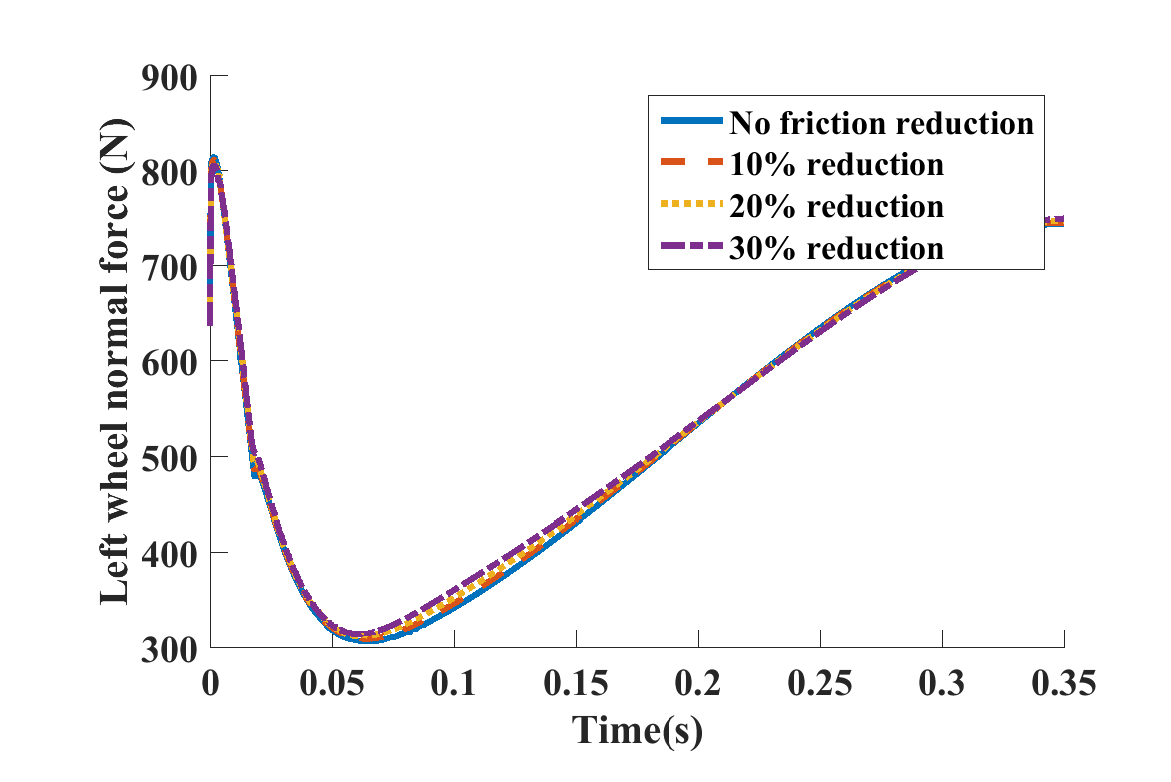 900
800
700
600
500
400
300
Left wheel normal force (N)
No friction reduction
10% reduction
20% reduction
30% reduction
0 0.05 0.1 0.15 0.2 0.25 0.3 0.35
Time(s)